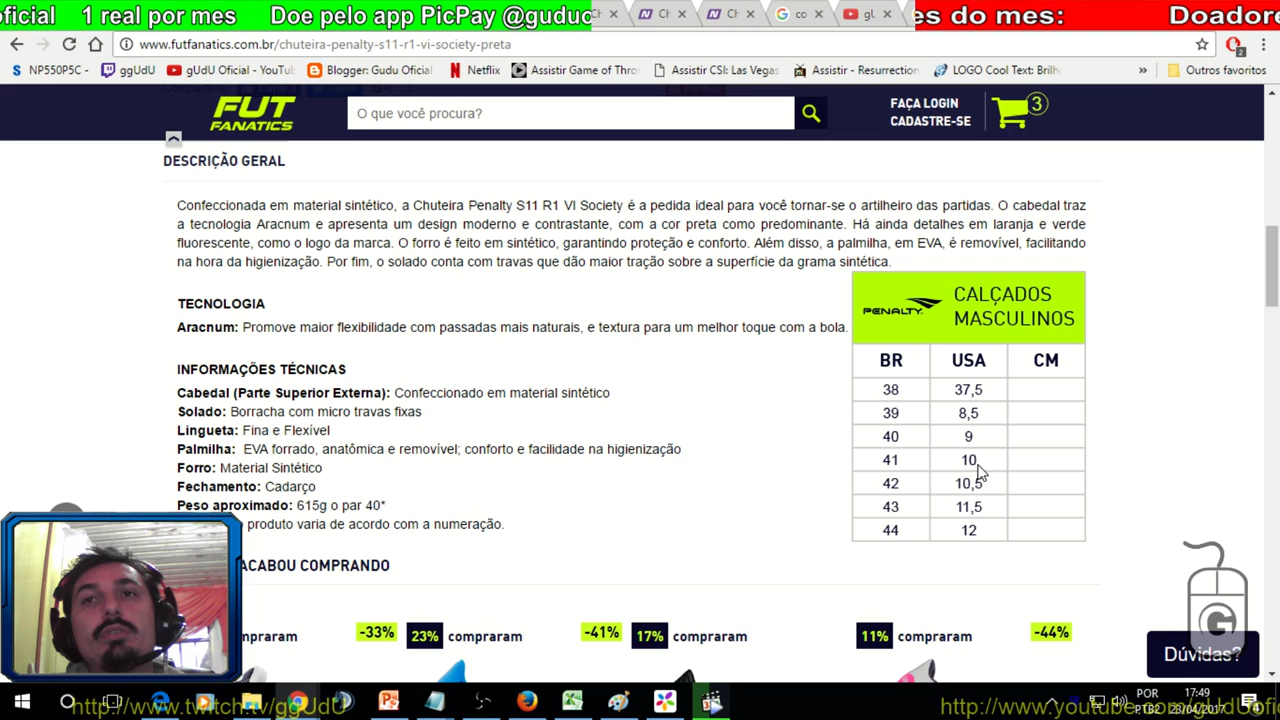 oficial 1 real por mes Doe pelo app PicPay @guduo
es do mes: Doadore
www.futfanatics.com.br/chuteira-penalty-s11-r1-vi-society-preta
NP550P5C - ggUdU gUdU Oficial - YouTub Blogger: Gudu Oficial Netflix Assistir Game of Thro Assistir CSI: Las Vegas Assistir - Resurrection LOGO Cool Text: Brilh » Outros favoritos
FUT FANATICS
O que você procura?
FAÇA LOGIN
CADASTRE-SE
3
DESCRIÇÃO GERAL
Confeccionada em material sintético, a Chuteira Penalty S11 R1 VI Society é a pedida ideal para você tornar-se o artilheiro das partidas. O cabedal traz
a tecnologia Aracnum e apresenta um design moderno e contrastante, com a cor preta como predominante. Há ainda detalhes em laranja e verde
fluorescente, como o logo da marca. O forro é feito em sintético, garantindo proteção e conforto. Além disso, a palmilha, em EVA, é removível, facilitando
na hora da higienização. Por fim, o solado conta com travas que dão maior tração sobre a superfície da grama sintética.
TECNOLOGIA
Aracnum: Promove maior flexibilidade com passadas mais naturais, e textura para um melhor toque com a bola.
INFORMAÇÕES TÉCNICAS
Cabedal (Parte Superior Externa): Confeccionado em material sintético
Solado: Borracha com micro travas fixas
Língueta: Fina e Flexível
Palmilha: EVA forrado, anatômica e removível; conforto e facilidade na higienização
Forro: Material Sintético
Fechamento: Cadarço
Peso aproximado: 615g o par 40*
produto varia de acordo com a numeração.
PENALTY CALÇADOS
MASCULINOS
BR USA CM
38 37,5
39 8,5
40 9
41 10
42 10,5
43 11,5
44 12
ACABOU COMPRANDO
mpraram -33% 23% compraram -41% 17% compraram 11% compraram -44%
G
Dúvidas?
http://www.twitch.tv/ggUdU
POR
PTB2
17:49
23/04/2017
4